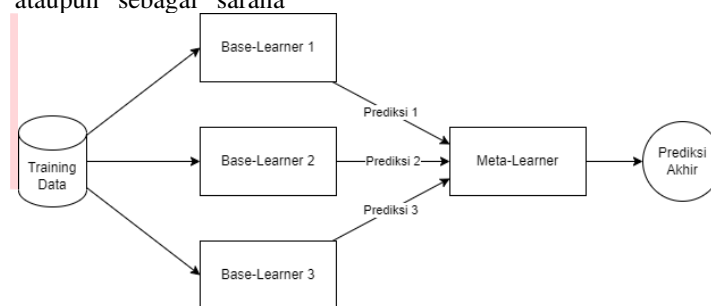 ataupun sebagai sarana
Base-Learner 1
Prediksi 1
Training
Data
Base-Learner 2
Prediksi 2
Meta-Learner
Prediksi
Akhir
Prediksi 3
Base-Learner 3